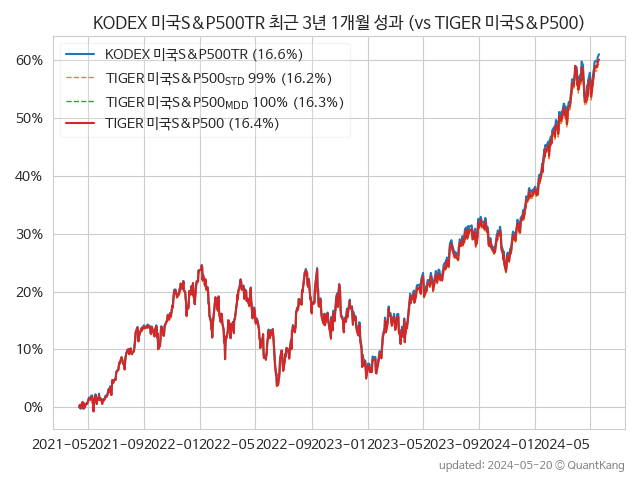 KODEX 미국S&P500TR 최근 3년 1개월 성과 (vs TIGER 미국S&P500)
60%
50%
40%
30%
20%
10%
0%
KODEX 미국S&P500TR (16.6%)
TIGER 미국S&P500STD 99% (16.2%)
TIGER 미국S&P500MDD 100% (16.3%)
TIGER 미국S&P500 (16.4%)
2021-05 2021-09 2022-01 2022-05 2022-09 2023-01 2023-05 2023-09 2024-01 2024-05
updated: 2024-05-20 © QuantKang